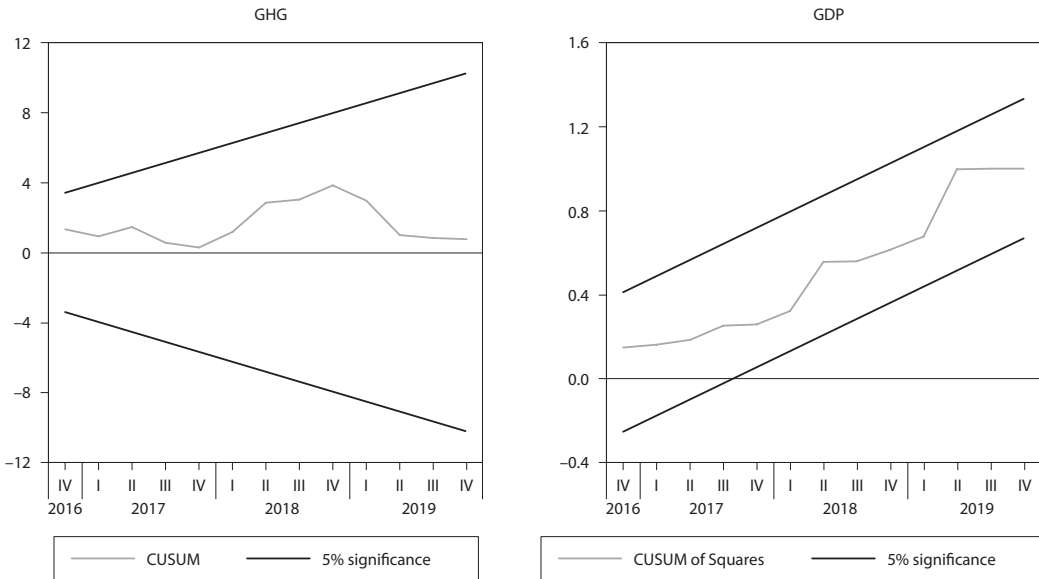 GHG
12
8
4
0
–4
–8
–12
IV I II III IV I II III IV I II III IV
2016 2017 2018 2019
CUSUM 5% significance
GDP
1.6
1.2
0.8
0.4
0.0
–0.4
IV I II III IV I II III IV I II III IV
2016 2017 2018 2019
CUSUM of Squares 5% significance